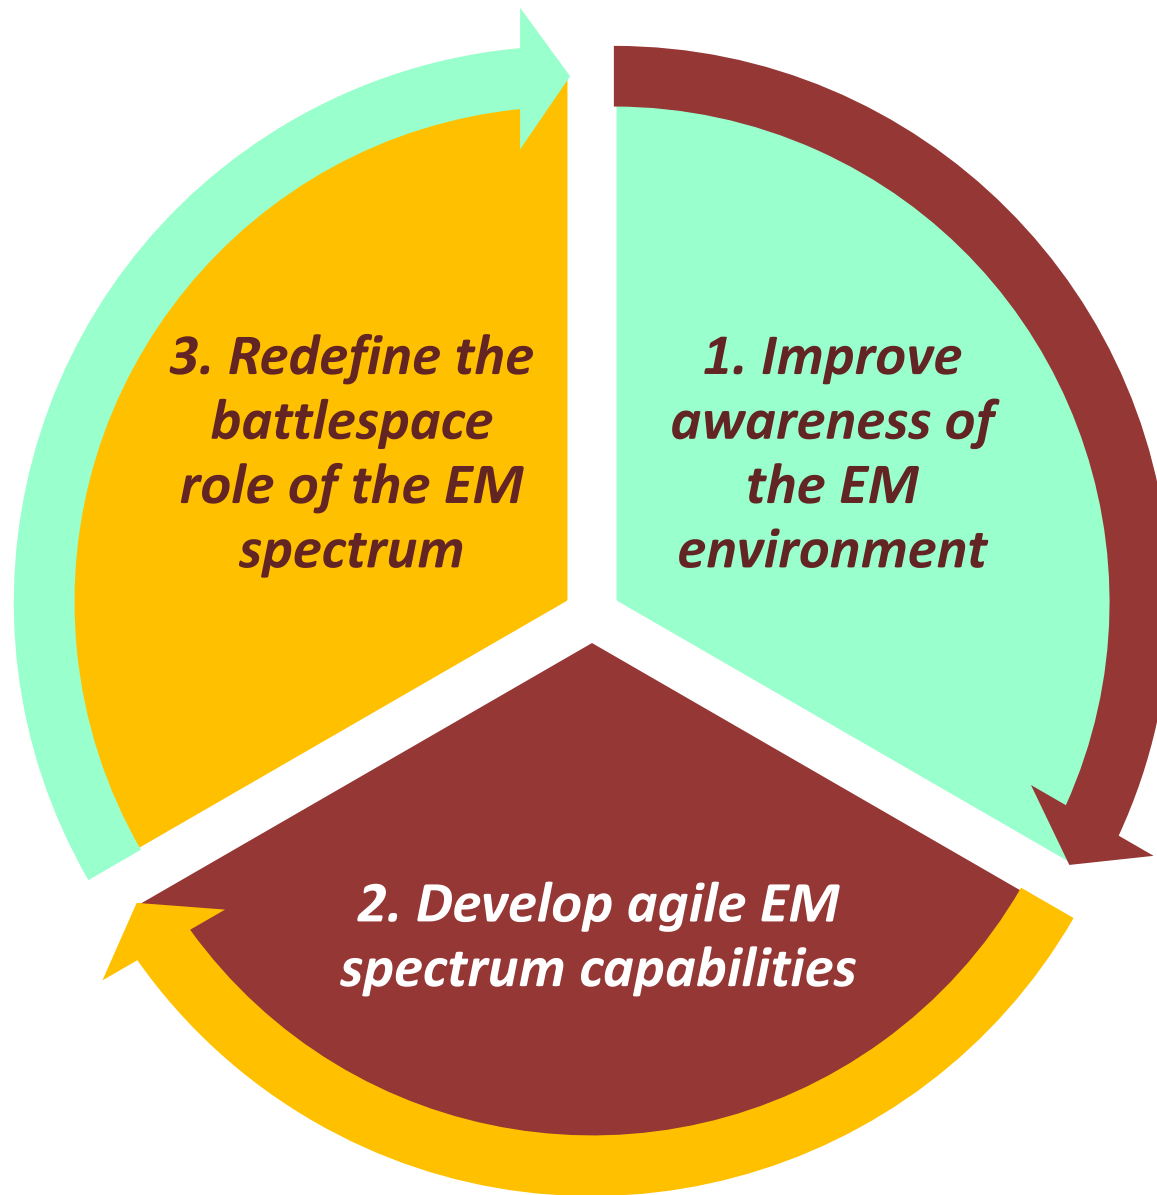 1. Improve
awareness of
the EM
environment
2. Develop agile EM
spectrum capabilities
3. Redefine the
battlespace
role of the EM
spectrum